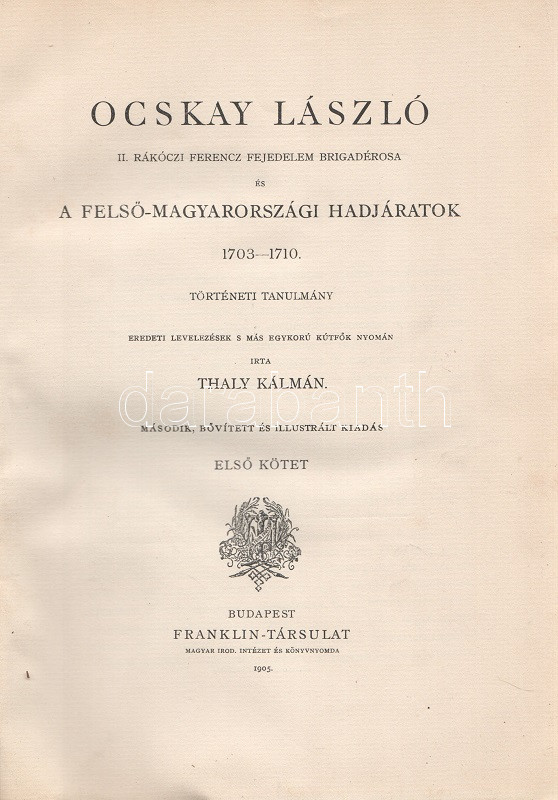 OCSKAY LÁSZLÓ
II. RÁKÓCZI FERENCZ FEJEDELEM BRIGADÉROSA
ÉS
A FELSŐ-MAGYARORSZÁGI HADJÁRATOK
1703—1710.
TÖRTÉNETI TANULMÁNY
EREDETI LEVELEZÉSEK S MÁS EGYKORÚ KÚTFŐK NYOMÁN
IRTA
THALY KÁLMÁN.
darabanth
MÁSODIK, BŐVÍTETT ÉS ILLUSTRÁLT KIADÁS
ELSŐ KÖTET
BUDAPEST
FRANKLIN-TÁRSULAT
MAGYAR IROD. INTÉZET ÉS KÖNYVNYOMDA
1905.